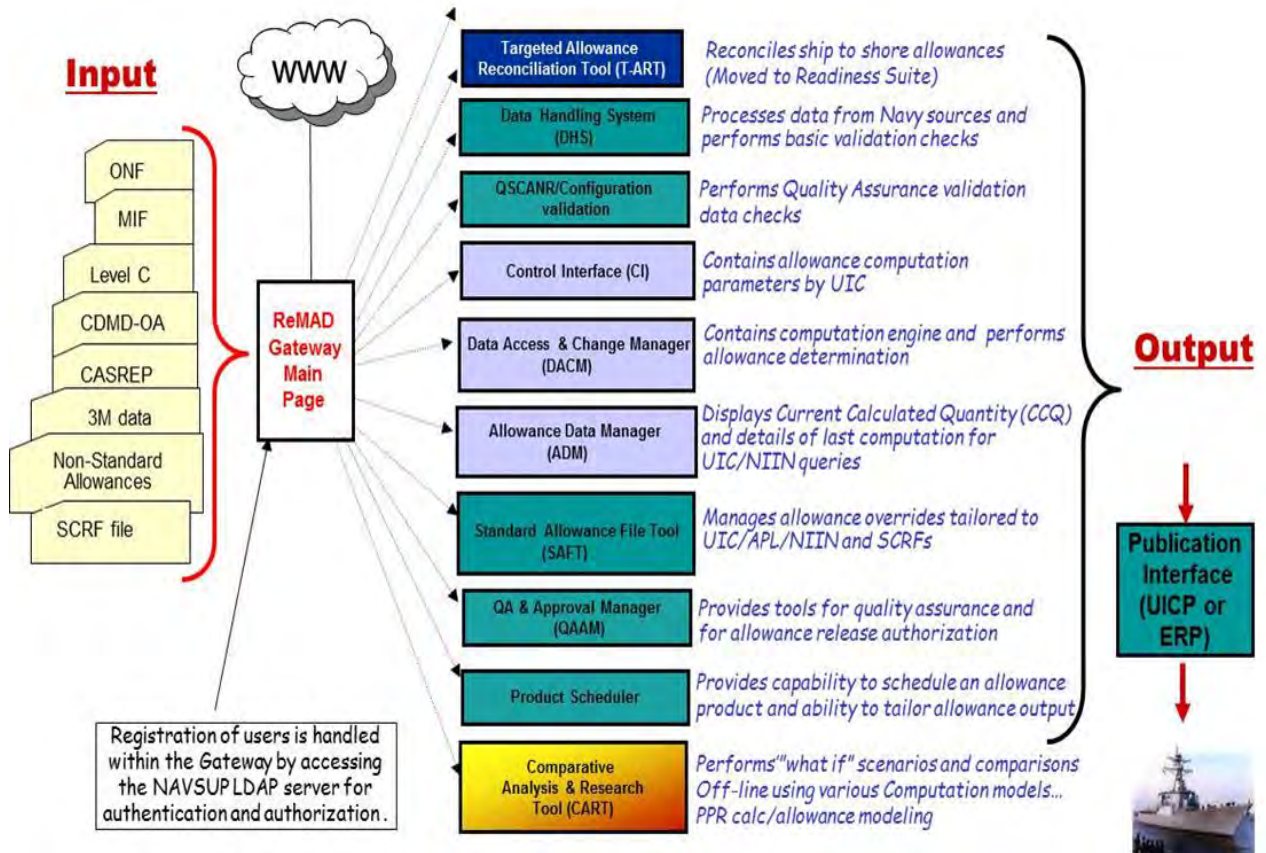 Input
ONF
MIF
Level C
CDMD-OA
CASREP
3M data
Non-Standard
Allowances
SCRF file
WWW
ReMAD
Gateway
Main
Page
Registration of users is handled
within the Gateway by accessing
the NAVSUP LDAP server for
authentication and authorization .
Targeted Allowance
Reconciliation Tool (T-ART)
Reconciles ship to shore allowances
(Moved to Readiness Suite)
Data Handling System
(DHS)
Processes data from Navy sources and
performs basic validation checks
QSCANR/Configuration
validation
Performs Quality Assurance validation
data checks
Control Interface (CI)
Contains allowance computation
parameters by UIC
Data Access & Change Manager
(DACM)
Contains computation engine and performs
allowance determination
Allowance Data Manager
(ADM)
Displays Current Calculated Quantity (CCQ)
and details of last computation for
UIC/NIIN queries
Standard Allowance File Tool
(SAFT)
Manages allowance overrides tailored to
UIC/APL/NIIN and SCRFs
QA & Approval Manager
(QAAM)
Provides tools for quality assurance and
for allowance release authorization
Product Scheduler
Provides capability to schedule an allowance
product and ability to tailor allowance output
Comparative
Analysis & Research
Tool (CART)
Performs"what if" scenarios and comparisons
Off-line using various Computation models...
PPR calc/allowance modeling
Output
Publication
Interface
(UICP or
ERP)